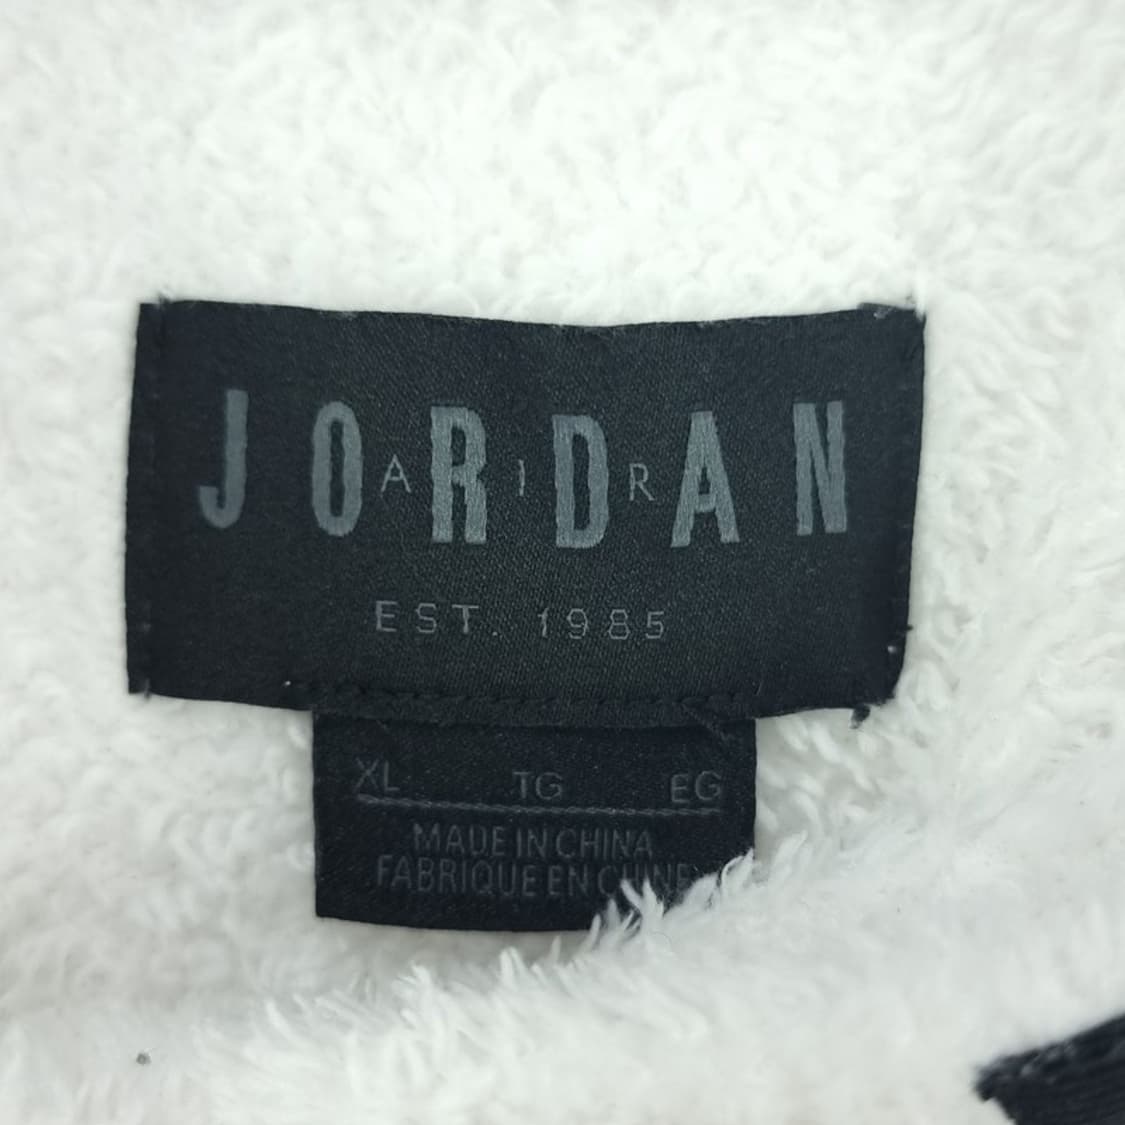 JORDAN
AIR
EST. 1985
XL TG EG
MADE IN CHINA
FABRIQUE EN CHINE